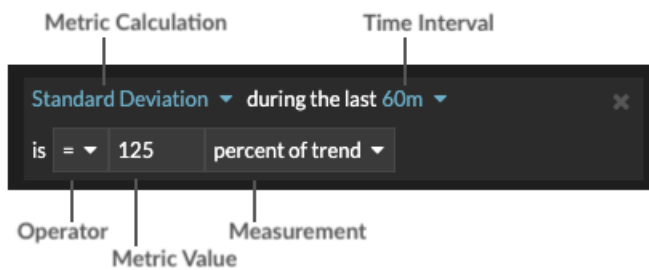 Metric Calculation Time Interval
Standard Deviation during the last 60m
is = 125 percent of trend
Operator Measurement
Metric Value